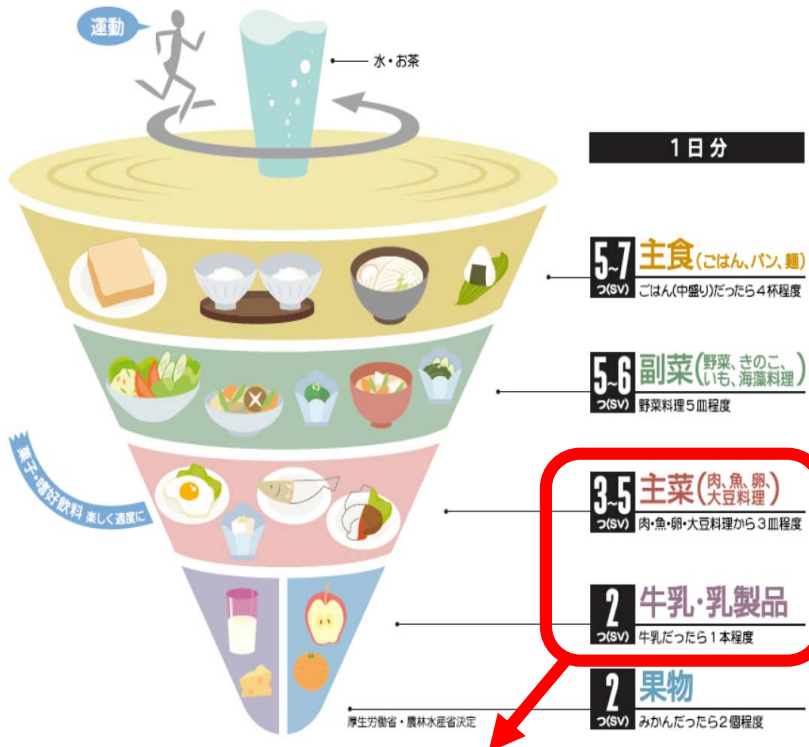 運動
水・お茶
1日分
5~7 つ(SV)
主食(ごはん、パン、麺)
ごはん(中盛り)だったら4杯程度
5~6 つ(SV)
副菜(野菜、きのこ、いも、海藻料理)
野菜料理5皿程度
菓子・嗜好飲料 楽しく適度に
3~5 つ(SV)
主菜(肉、魚、卵、大豆料理)
肉・魚・卵・大豆料理から3皿程度
2 つ(SV)
牛乳・乳製品
牛乳だったら1本程度
2 つ(SV)
果物
みかんだったら2個程度
厚生労働省・農林水産省決定